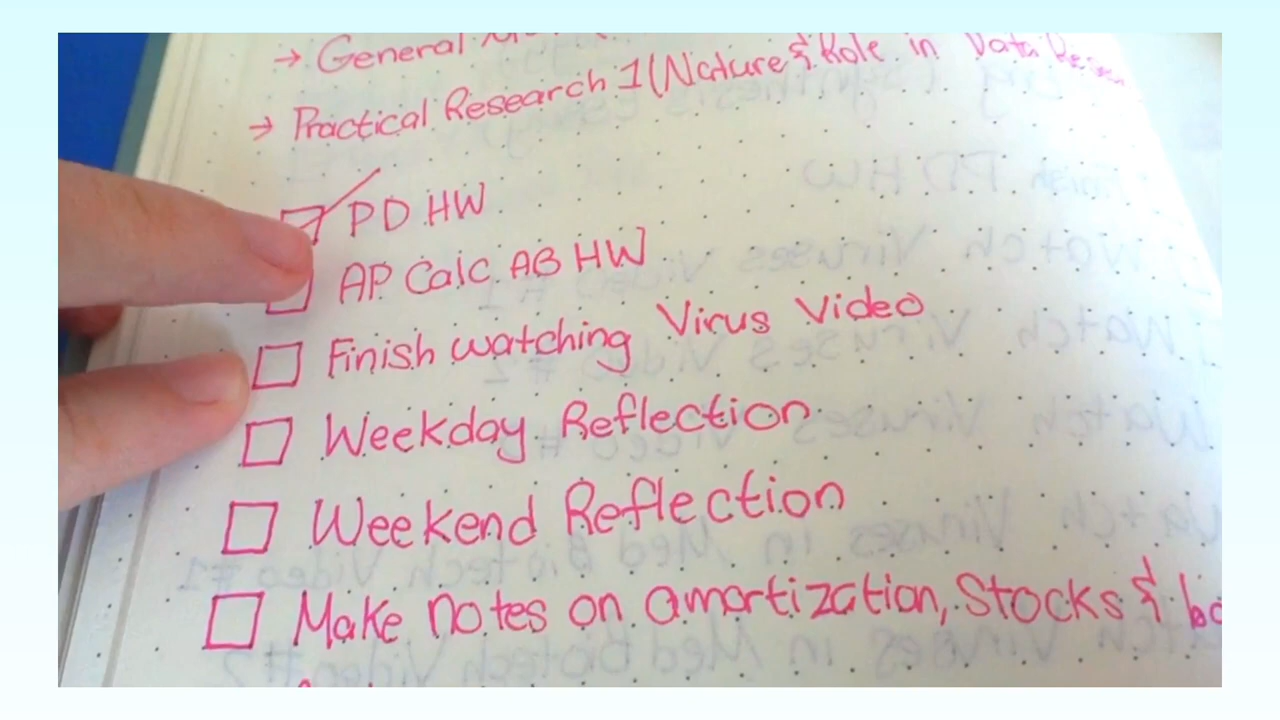 → General
→ Practical Research 1 (Nature & Role in Data
PD HW
AP Calc AB HW
Finish watching Virus Video
Weekday Reflection
Weekend Reflection
Make notes on amortization, Stocks &